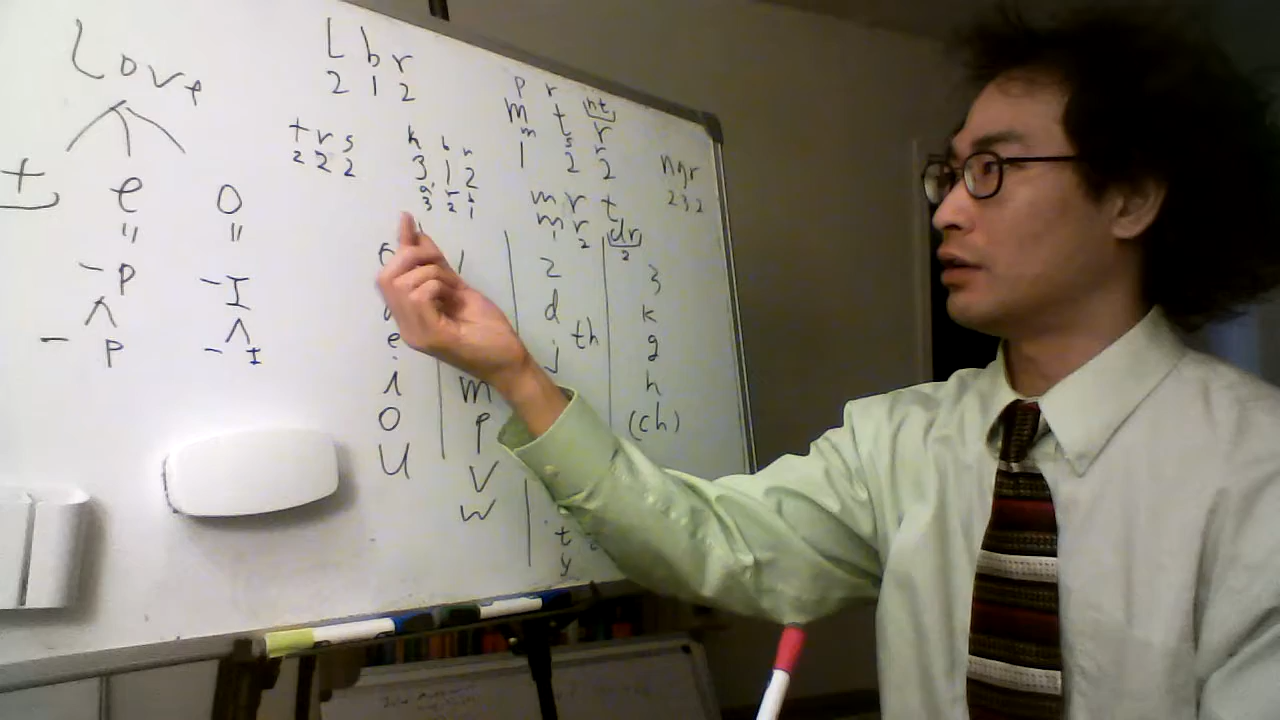 Love
± e o
" "
- P - I
^ ^
- P - I
L b r
2 1 2
t r s
2 2 2
h b r
3 1 2
3 2 1
p r nt
m t r
m s r
1 2 2
n g r
2 3 2
m r t
m r dr
1 2 2
2 3
d k
e th g
j
i m h
o p (ch)
u v
w
t
y